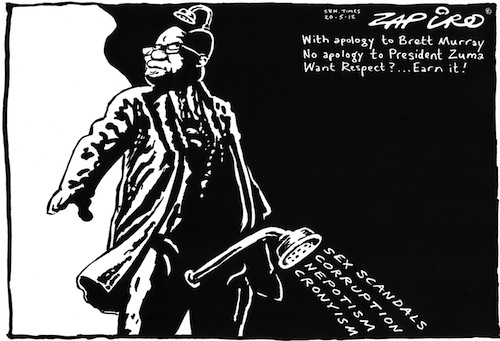 SUN. TIMES
20-5-12
ZAPIRO
©
With apology to Brett Murray
No apology to President Zuma
Want Respect?...Earn it!
SEX SCANDALS
CORRUPTION
NEPOTISM
CRONYISM